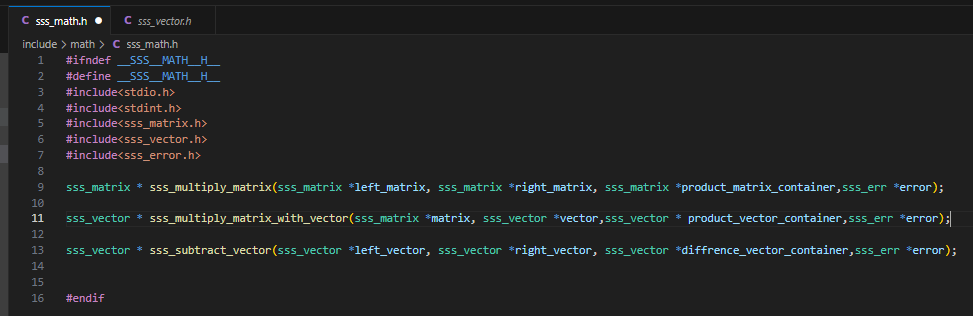 C sss_math.h ●
C sss_vector.h
include > math > C sss_math.h
1 #ifndef __SSS__MATH__H__
2 #define __SSS__MATH__H__
3 #include<stdio.h>
4 #include<stdint.h>
5 #include<sss_matrix.h>
6 #include<sss_vector.h>
7 #include<sss_error.h>
8
9 sss_matrix * sss_multiply_matrix(sss_matrix *left_matrix, sss_matrix *right_matrix, sss_matrix *product_matrix_container,sss_err *error);
10
11 sss_vector * sss_multiply_matrix_with_vector(sss_matrix *matrix, sss_vector *vector,sss_vector * product_vector_container,sss_err *error);
12
13 sss_vector * sss_subtract_vector(sss_vector *left_vector, sss_vector *right_vector, sss_vector *diffrence_vector_container,sss_err *error);
14
15
16 #endif